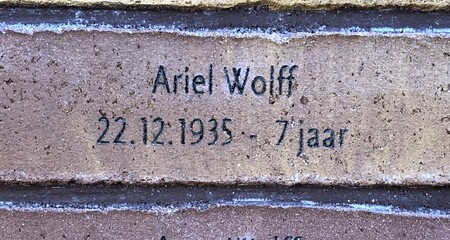 Ariel Wolff
22.12.1935 - 7 jaar